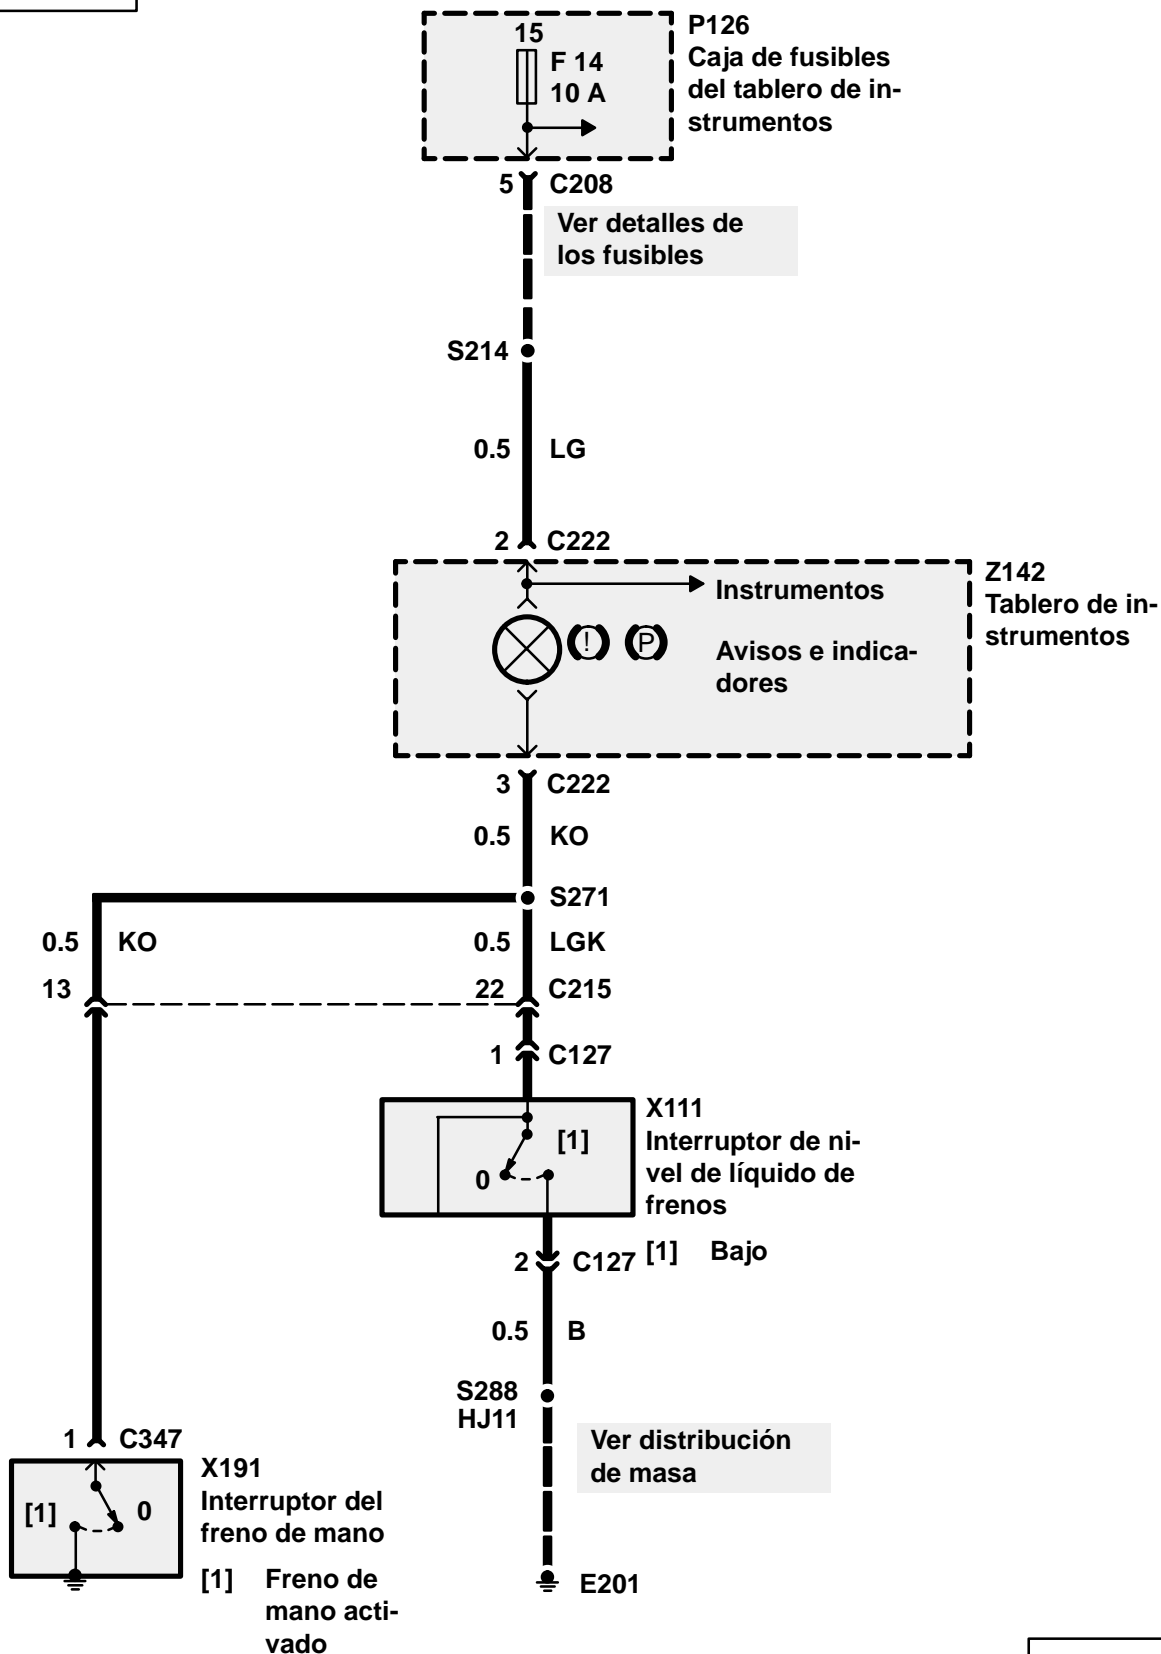 P126
Caja de fusibles
del tablero de in-
strumentos
15
F 14
10 A
5 C208
Ver detalles de
los fusibles
S214
0.5 LG
2 C222
Z142
Tablero de in-
strumentos
Instrumentos
! P
Avisos e indica-
dores
3 C222
0.5 KO
S271
0.5 KO
0.5 LGK
13
22 C215
1 C127
X111
Interruptor de ni-
vel de líquido de
frenos
[1] Bajo
[1]
0
2 C127
0.5 B
S288
HJ11
Ver distribución
de masa
E201
1 C347
X191
Interruptor del
freno de mano
[1] Freno de
mano acti-
vado
[1] 0